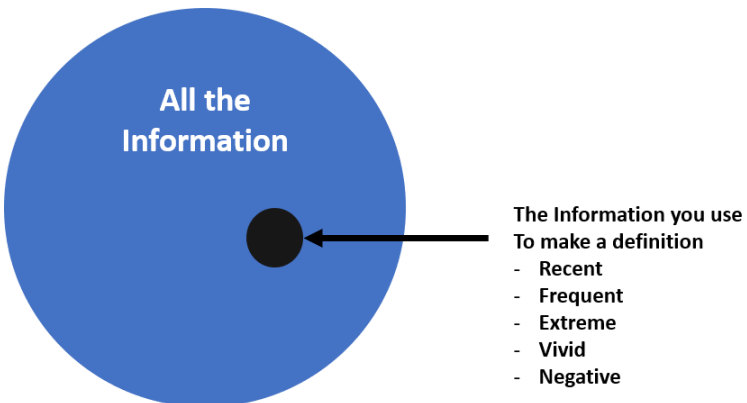 All the
Information
The Information you use
To make a definition
- Recent
- Frequent
- Extreme
- Vivid
- Negative